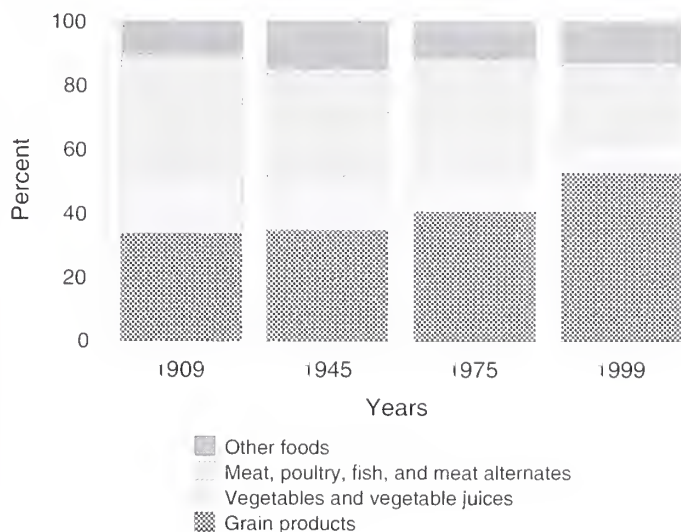 100
80
60
40
20
0
Percent
1909 1945 1975 1999
Years
Other foods
Meat, poultry, fish, and meat alternates
Vegetables and vegetable juices
Grain products